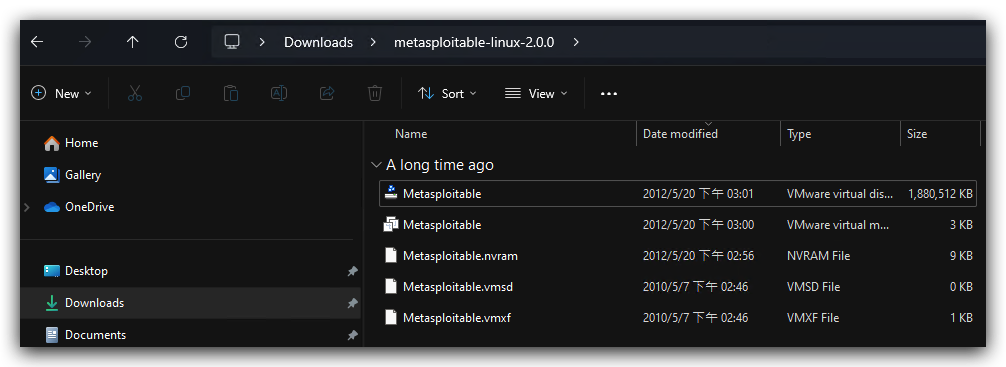 Downloads metasploitable-linux-2.0.0
New Sort View
Home
Gallery
OneDrive
Desktop
Downloads
Documents
Name Date modified Type Size
A long time ago
Metasploitable 2012/5/20 下午 03:01 VMware virtual dis... 1,880,512 KB
Metasploitable 2012/5/20 下午 03:00 VMware virtual m... 3 KB
Metasploitable.nvram 2012/5/20 下午 02:56 NVRAM File 9 KB
Metasploitable.vmsd 2010/5/7 下午 02:46 VMSD File 0 KB
Metasploitable.vmxf 2010/5/7 下午 02:46 VMXF File 1 KB